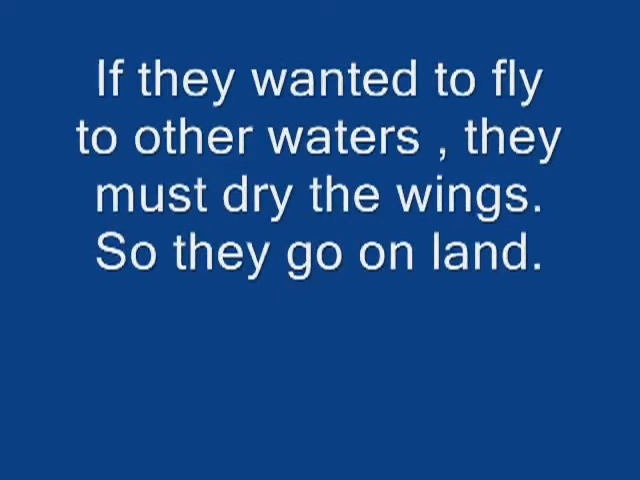 If they wanted to fly
to other waters , they
must dry the wings.
So they go on land.